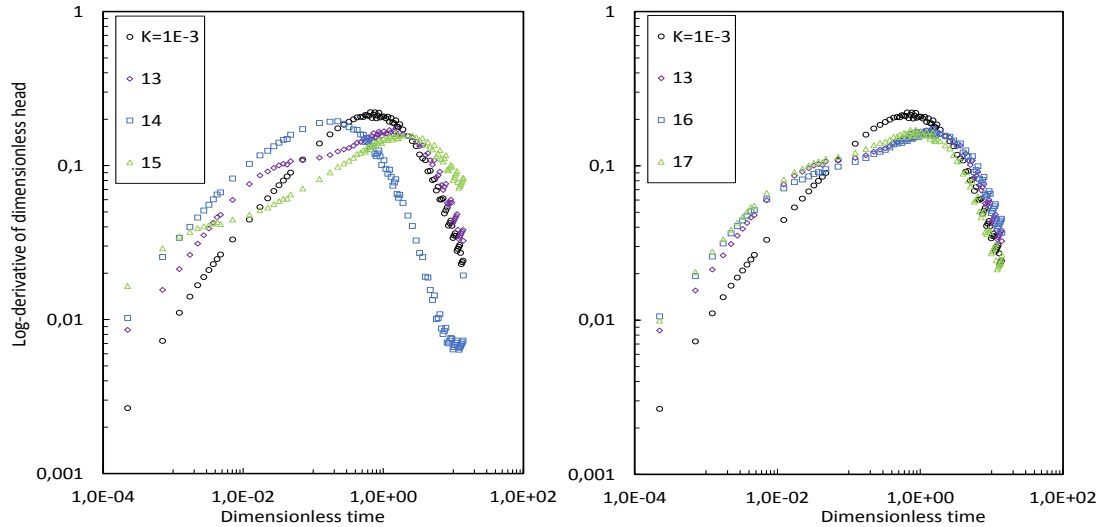 Log-derivative of dimensionless head
1
0,1
0,01
0,001
K=1E-3
13
14
15
1,0E-04
1,0E-02
1,0E+00
1,0E+02
Dimensionless time
1
0,1
0,01
0,001
K=1E-3
13
16
17
1,0E-04
1,0E-02
1,0E+00
1,0E+02
Dimensionless time